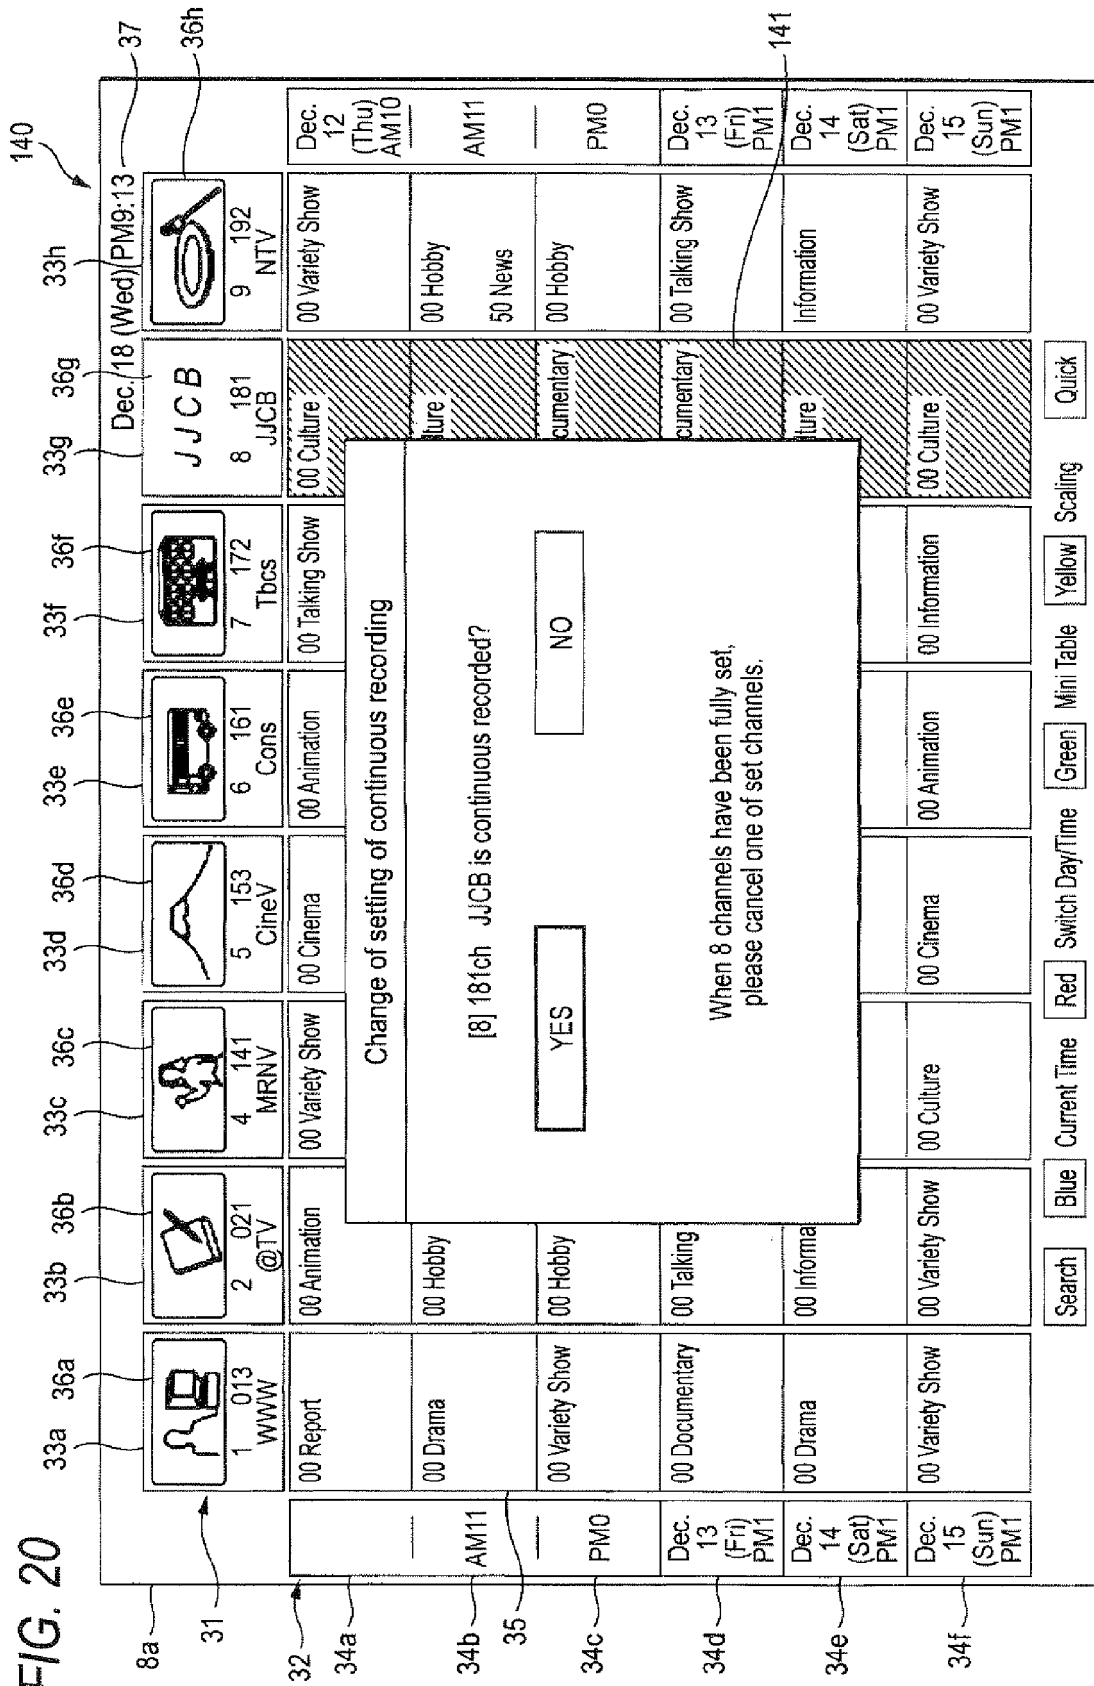 FIG. 20
140
33a 36a 33b 36b 33c 36c 33d 36d 33e 36e 33f 36f 33g 36g 33h
Dec. 18 (Wed)(PM9:13
37
36h
8a
31
1 013
WWW
2 021
@TV
4 141
MRNV
5 153
CineV
6 161
Cons
7 172
Tbcs
J J C B
8 181
JJCB
9 192
NTV
32
34a
00 Report
00 Animation
00 Variety Show
00 Cinema
00 Animation
00 Talking Show
00 Culture
00 Variety Show
Dec.
12
(Thu)
AM10
34b
AM11
00 Drama
00 Hobby
lture
00 Hobby
50 News
AM11
35
34c
PM0
00 Variety Show
00 Hobby
cumentary
00 Hobby
PM0
34d
Dec.
13
(Fri)
PM1
00 Documentary
00 Talking
cumentary
00 Talking Show
Dec.
13
(Fri)
PM1
141
34e
Dec.
14
(Sat)
PM1
00 Drama
00 Informa
lture
Information
Dec.
14
(Sat)
PM1
34f
Dec.
15
(Sun)
PM1
00 Variety Show
00 Variety Show
00 Culture
00 Cinema
00 Animation
00 Information
00 Culture
00 Variety Show
Dec.
15
(Sun)
PM1
Change of setting of continuous recording
[8] 181ch JJCB is continuous recorded?
YES
NO
When 8 channels have been fully set,
please cancel one of set channels.
Search Blue Current Time Red Switch Day/Time Green Mini Table Yellow Scaling Quick